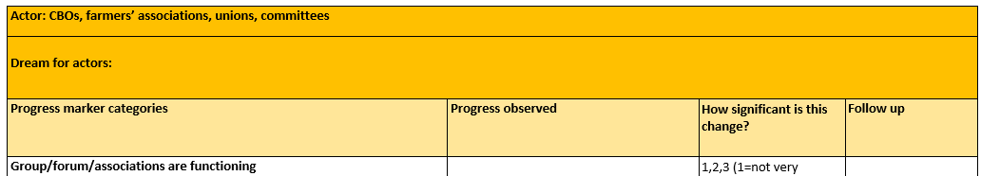 Actor: CBOs, farmers’ associations, unions, committees
Dream for actors:
Progress marker categories
Progress observed
How significant is this
change?
Follow up
Group/forum/associations are functioning
1,2,3 (1=not very